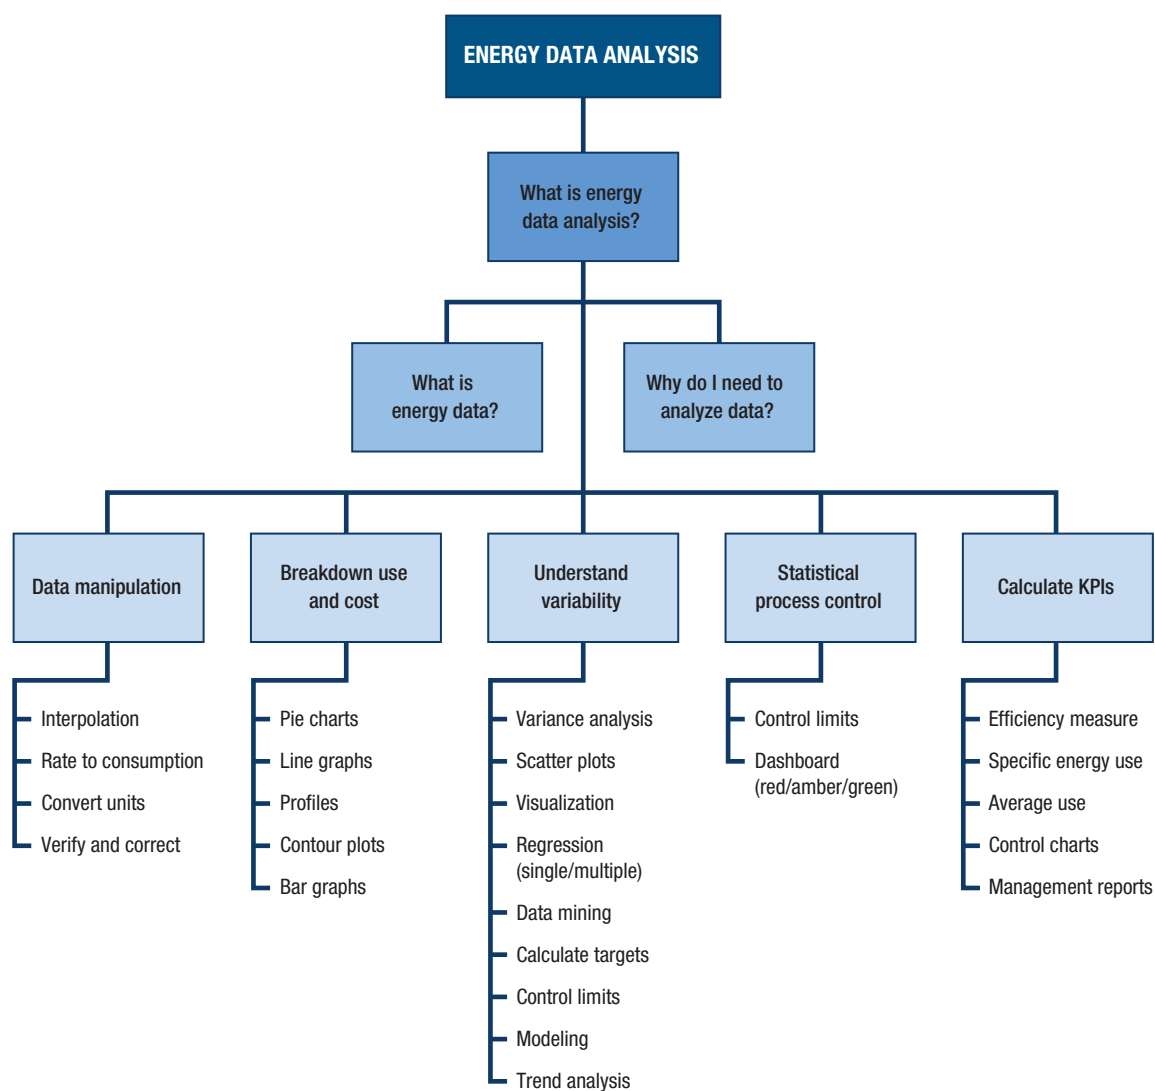 ENERGY DATA ANALYSIS
What is energy
data analysis?
What is
energy data?
Why do I need to
analyze data?
Data manipulation
Interpolation
Rate to consumption
Convert units
Verify and correct
Breakdown use
and cost
Pie charts
Line graphs
Profiles
Contour plots
Bar graphs
Understand
variability
Variance analysis
Scatter plots
Visualization
Regression
(single/multiple)
Data mining
Calculate targets
Control limits
Modeling
Trend analysis
Statistical
process control
Control limits
Dashboard
(red/amber/green)
Calculate KPIs
Efficiency measure
Specific energy use
Average use
Control charts
Management reports